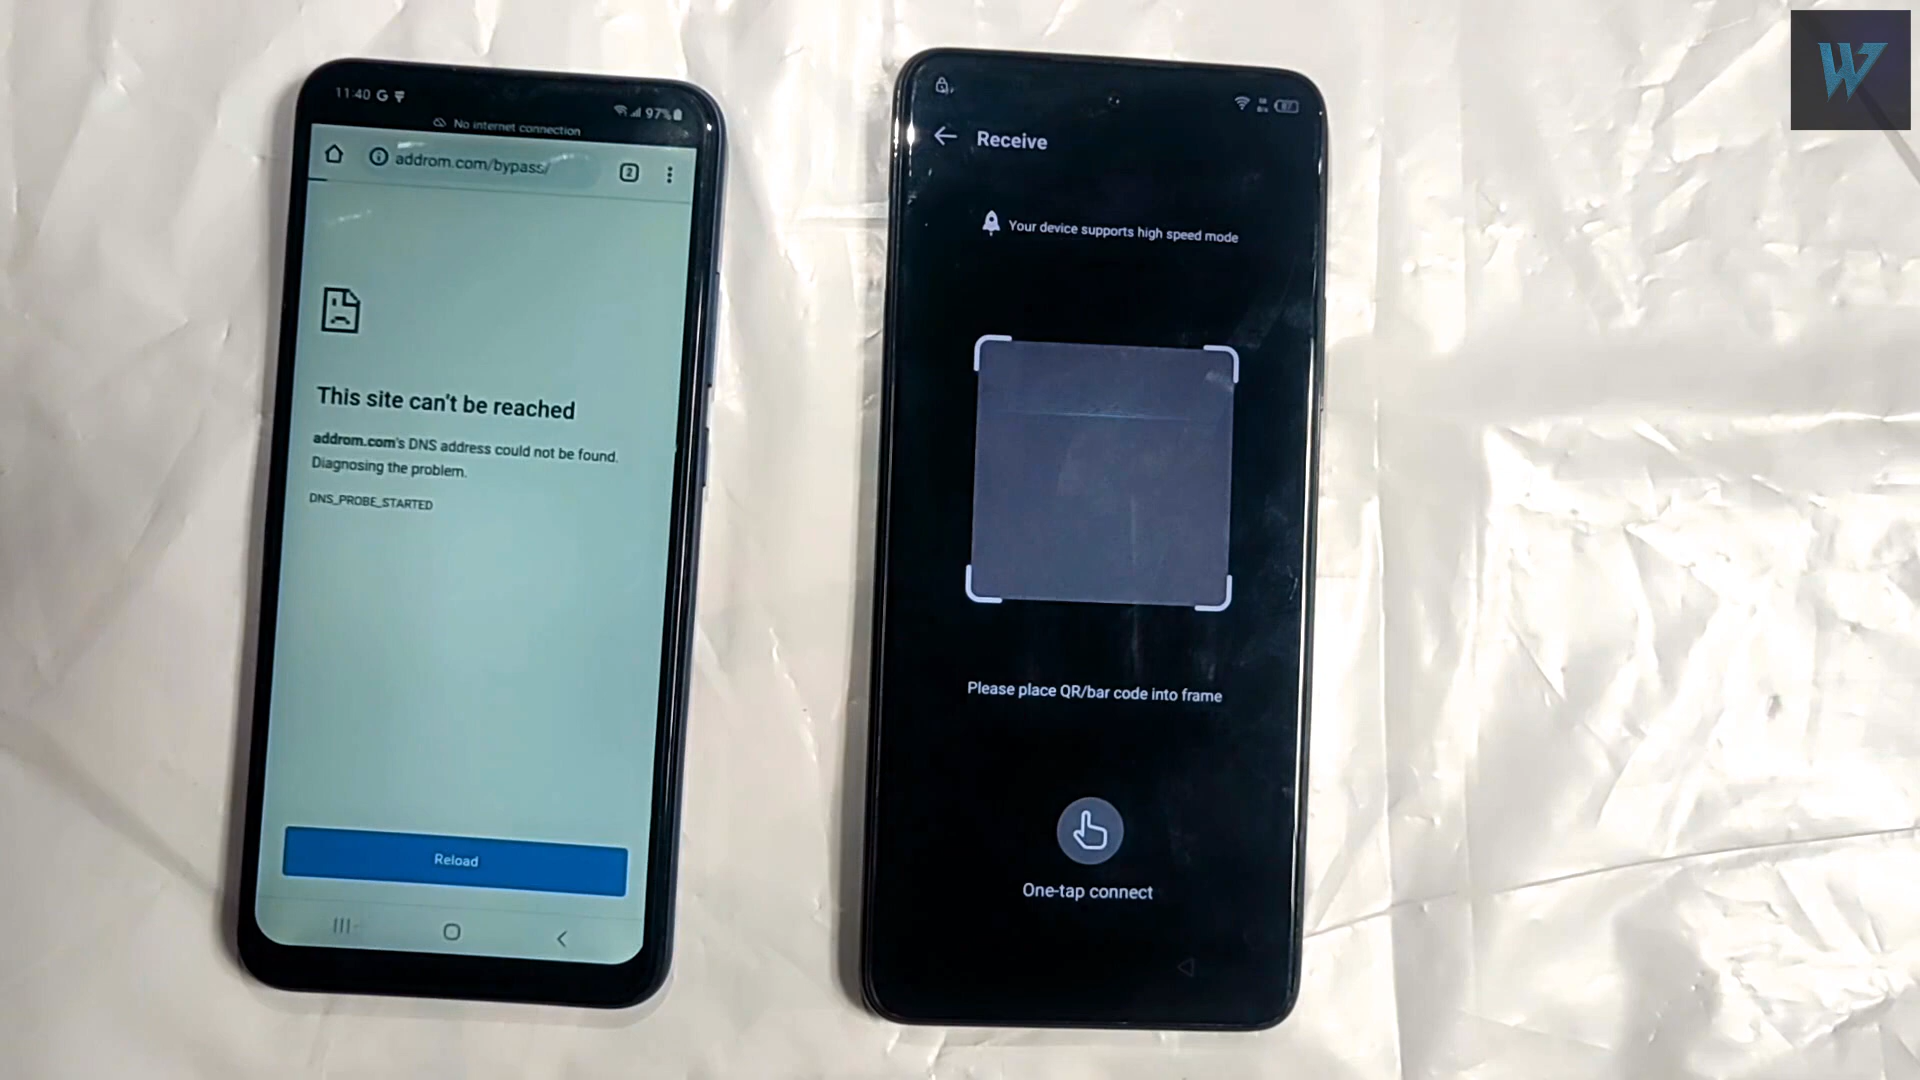 11:40 G
97%
No internet connection
addrom.com/bypass/
2
This site can't be reached
addrom.com's DNS address could not be found.
Diagnosing the problem.
DNS_PROBE_STARTED
Reload
Receive
Your device supports high speed mode
Please place QR/bar code into frame
One-tap connect
W